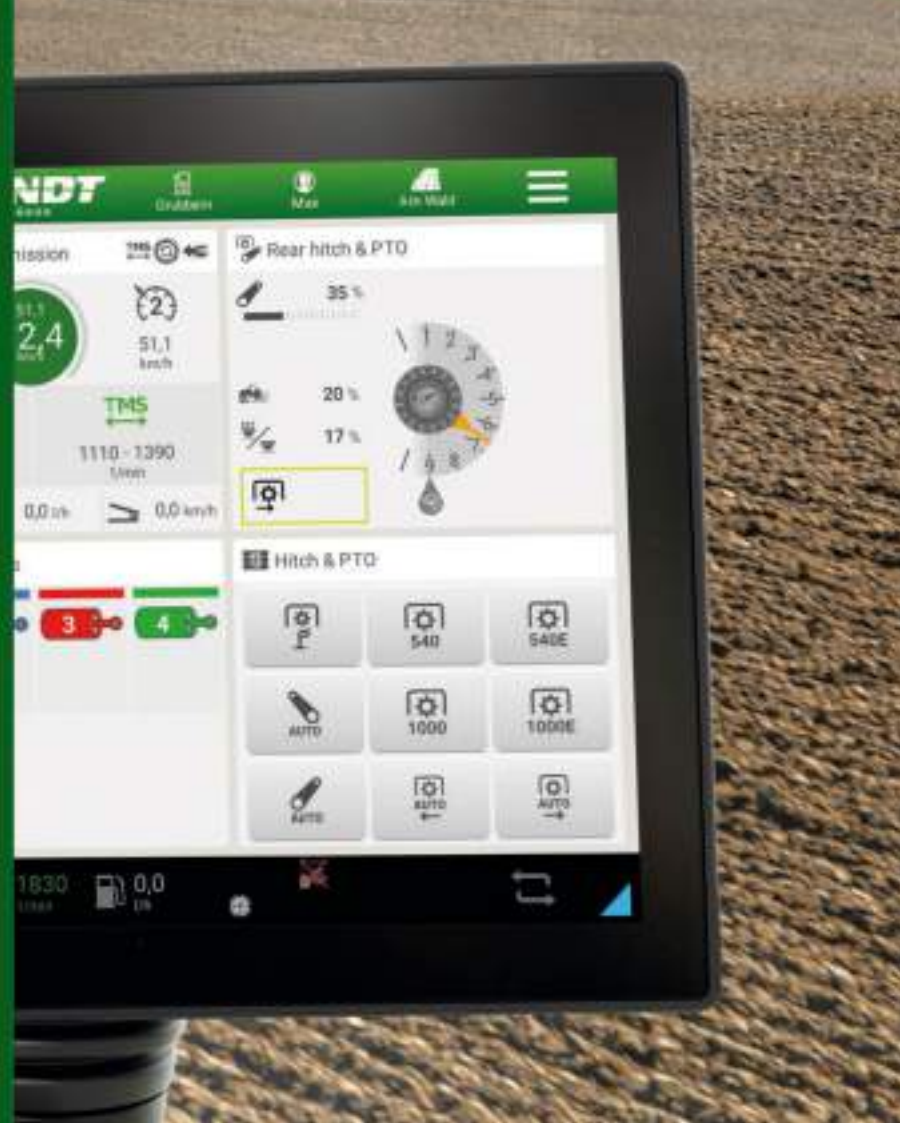 NDT
Grubbern
Max
Am Wald
nission
TMS
Rear hitch & PTO
51,1
2,4
km/h
2
51,1
km/h
35 %
20 %
17 %
1
2
3
4
5
6
7
8
9
TMS
1110 - 1390
1/min
0,0 l/h
0,0 km/h
3
4
Hitch & PTO
540
540E
AUTO
1000
1000E
AUTO
AUTO
AUTO
1830
0,0
l/h